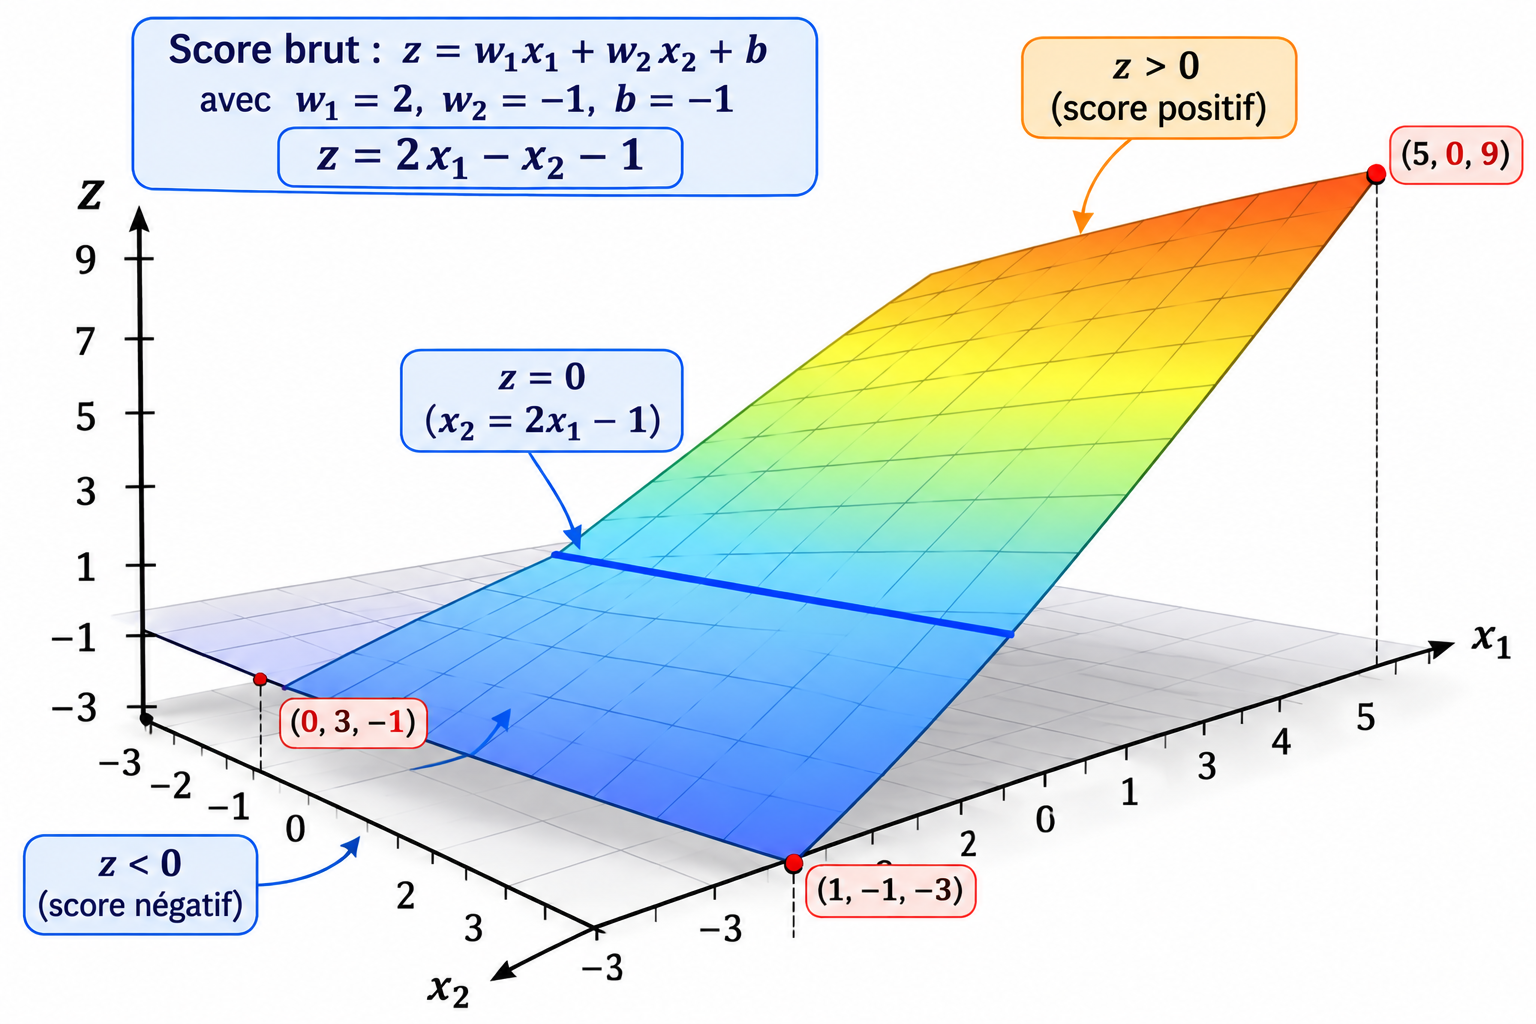 Score brut : z = w₁x₁ + w₂x₂ + b
avec w₁ = 2, w₂ = −1, b = −1
z = 2x₁ − x₂ − 1
z > 0
(score positif)
(5, 0, 9)
z
9
7
5
3
1
−1
−3
z = 0
(x₂ = 2x₁ − 1)
(0, 3, −1)
z < 0
(score négatif)
(1, −1, −3)
−3
−2
−1
0
2
3
x₂
−3
−3
2
0
1
3
4
5
x₁